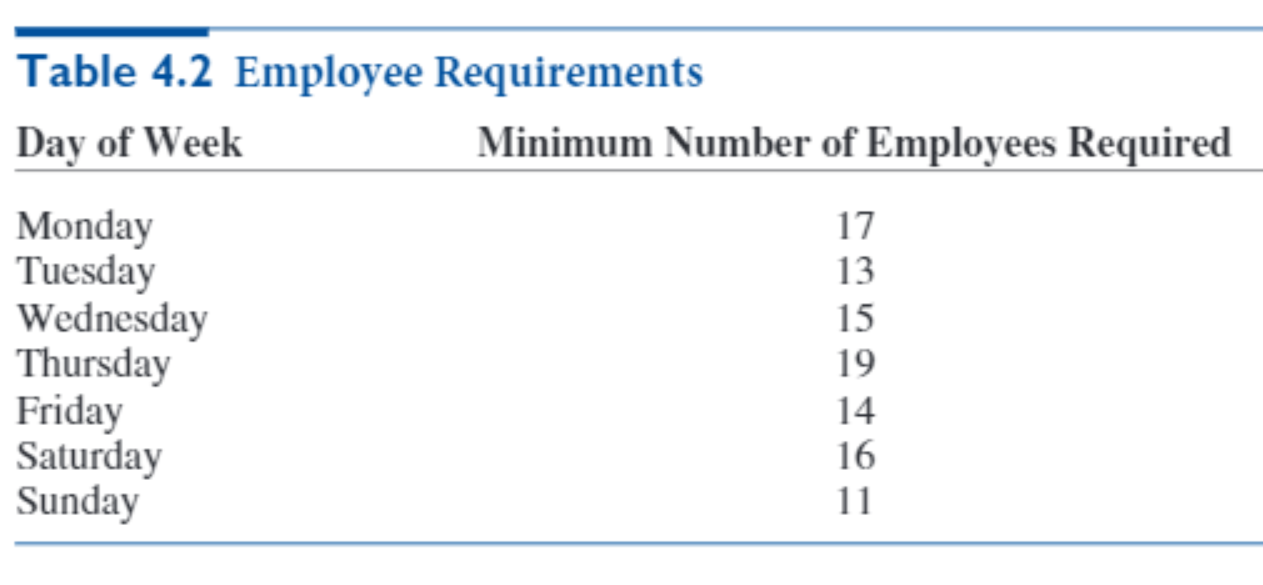 Table 4.2 Employee Requirements
Day of Week Minimum Number of Employees Required
Monday 17
Tuesday 13
Wednesday 15
Thursday 19
Friday 14
Saturday 16
Sunday 11